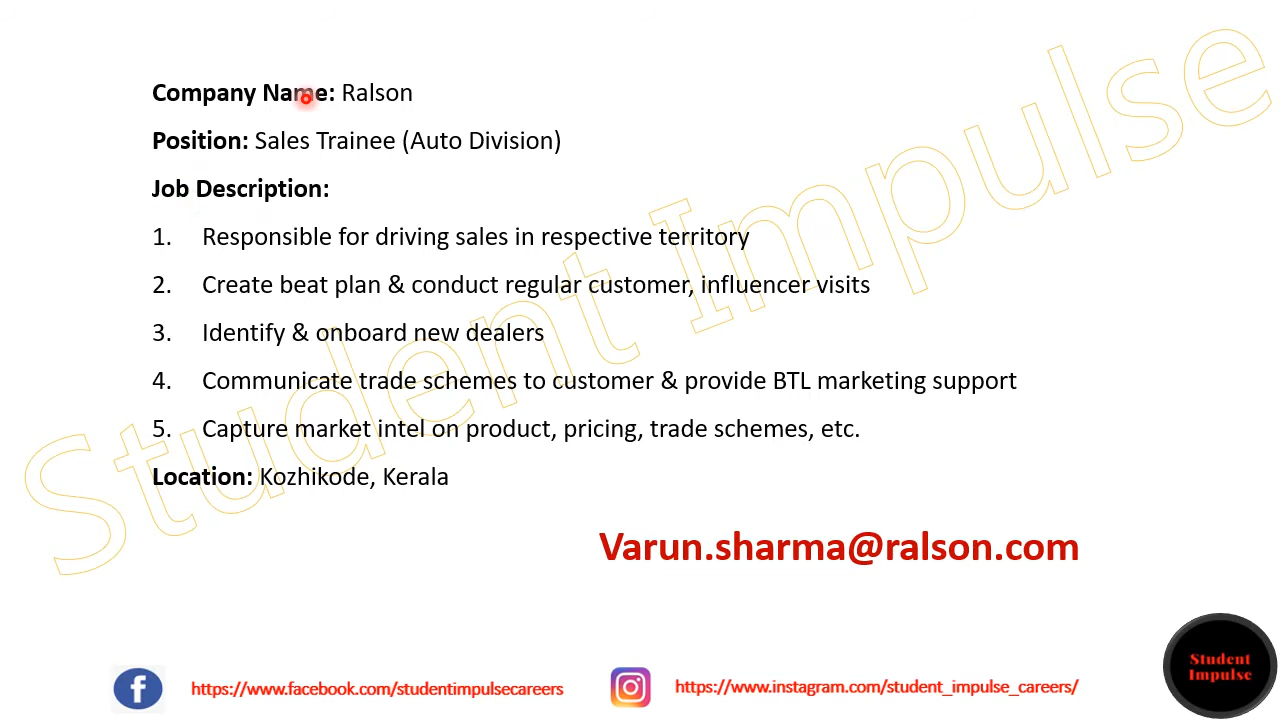 Company Name: Ralson
Position: Sales Trainee (Auto Division)
Job Description:
1. Responsible for driving sales in respective territory
2. Create beat plan & conduct regular customer, influencer visits
3. Identify & onboard new dealers
4. Communicate trade schemes to customer & provide BTL marketing support
5. Capture market intel on product, pricing, trade schemes, etc.
Location: Kozhikode, Kerala
Varun.sharma@ralson.com
Student Impulse
https://www.facebook.com/studentimpulsecareers
https://www.instagram.com/student_impulse_careers/
Student
Impulse